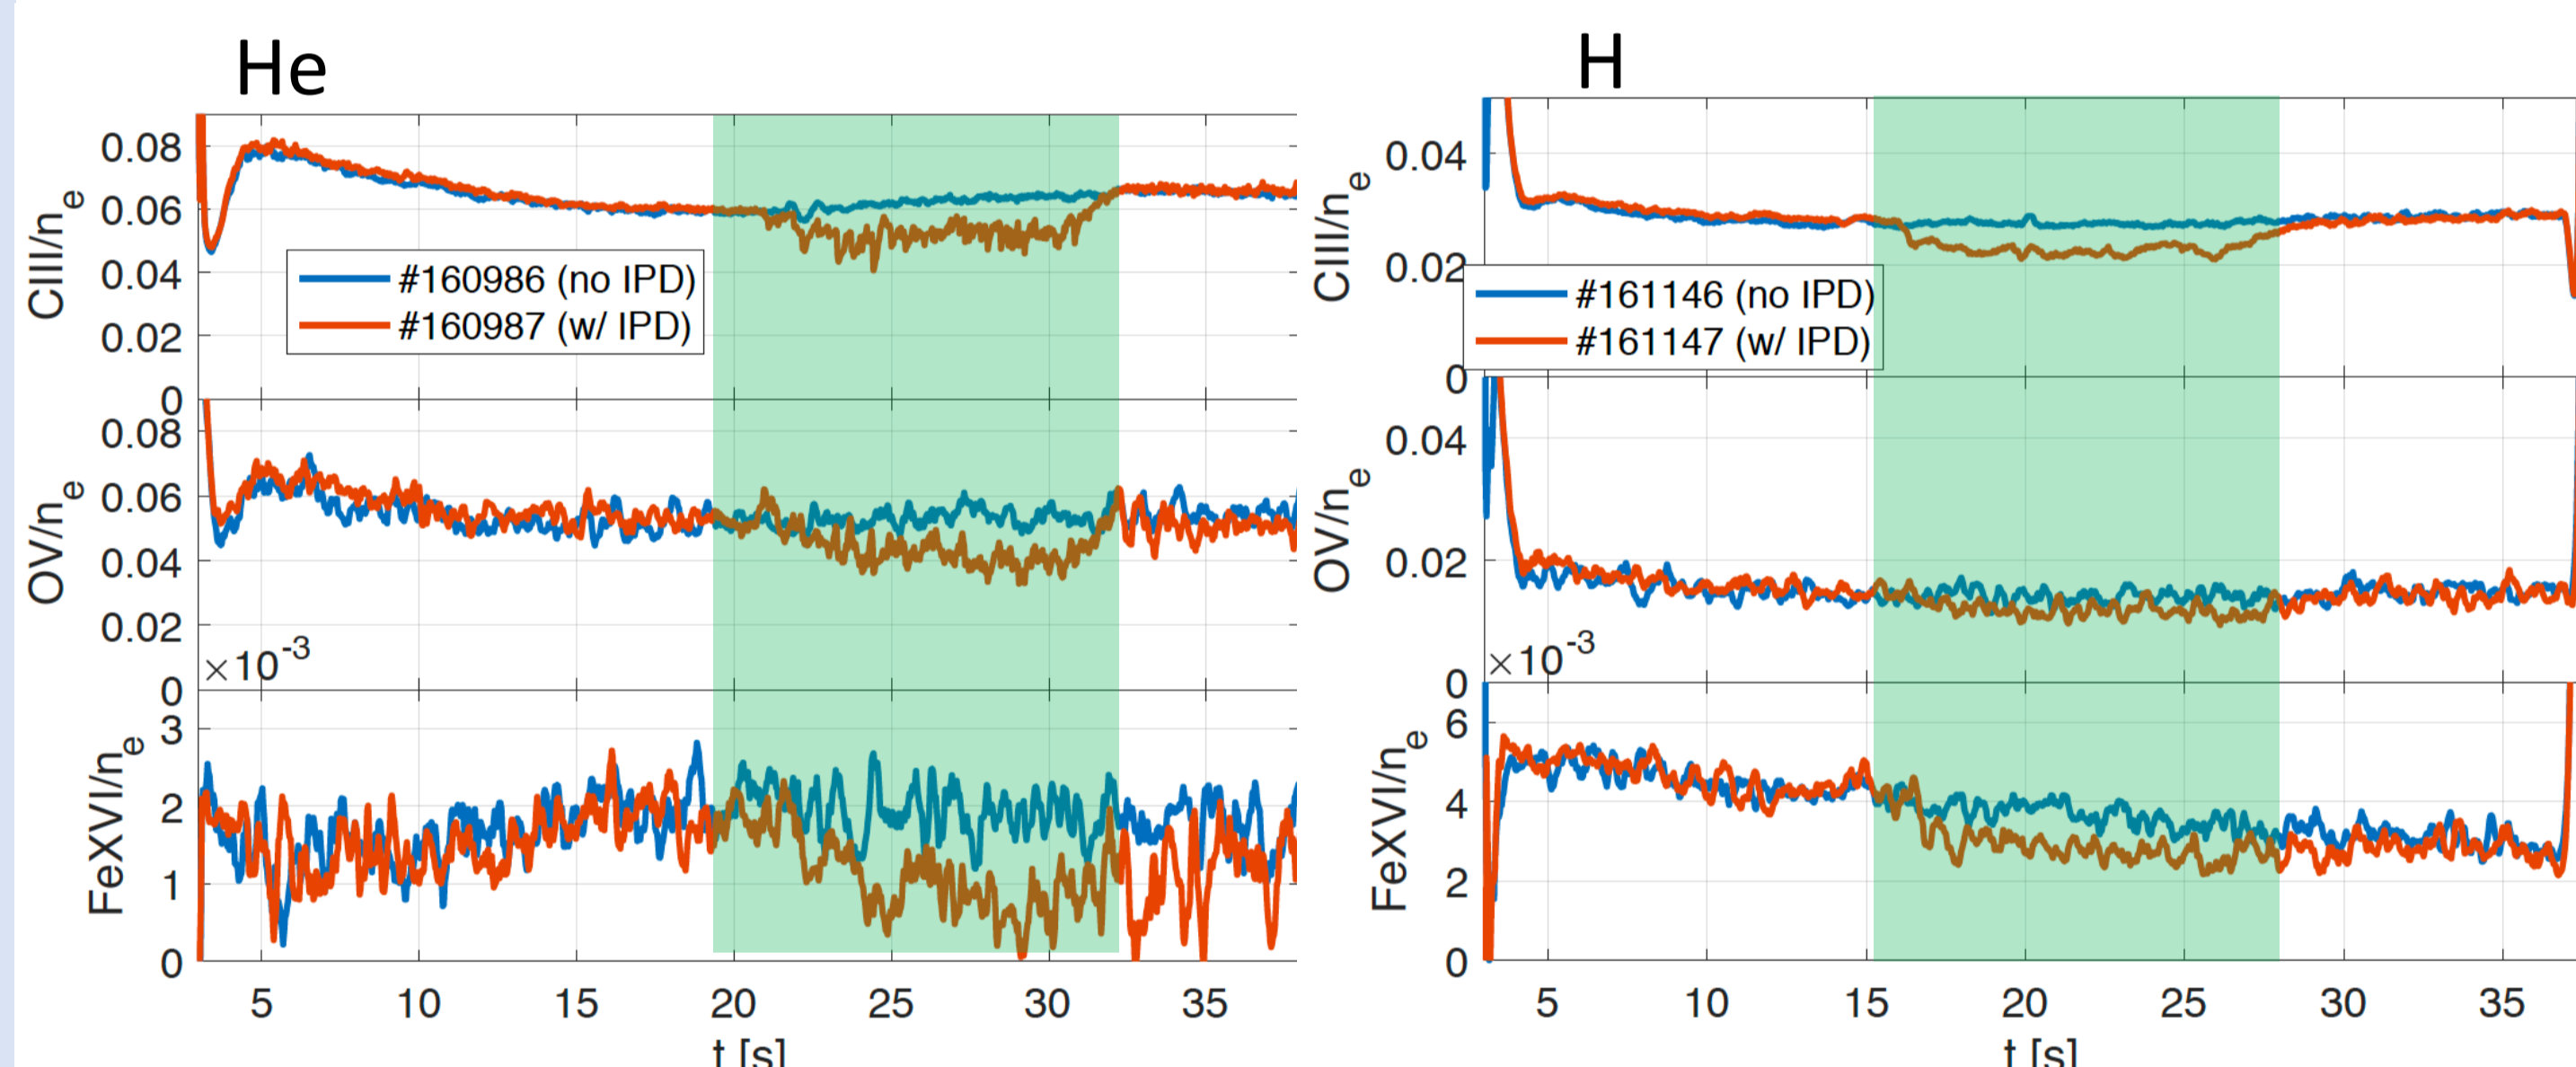 He
CIII/ne
0.08
0.06
0.04
0.02
0
#160986 (no IPD)
#160987 (w/ IPD)
OV/ne
0.08
0.06
0.04
0.02
0
×10-3
FeXVI/ne
3
2
1
0
5 10 15 20 25 30 35
t [s]
H
CIII/ne
0.04
0.02
0
#161146 (no IPD)
#161147 (w/ IPD)
OV/ne
0.04
0.02
0
×10-3
FeXVI/ne
6
4
2
0
5 10 15 20 25 30 35
t [s]